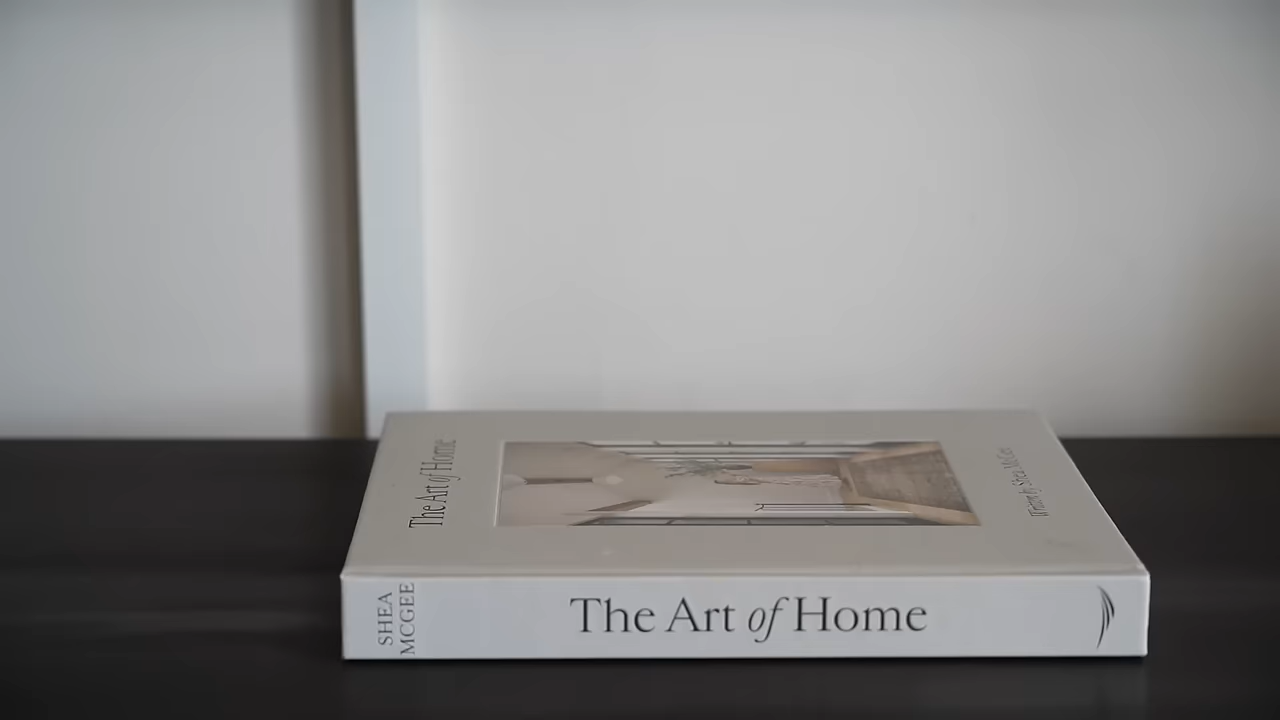 The Art of Home
Written by Shea McGee
SHEA
MCGEE
The Art of Home